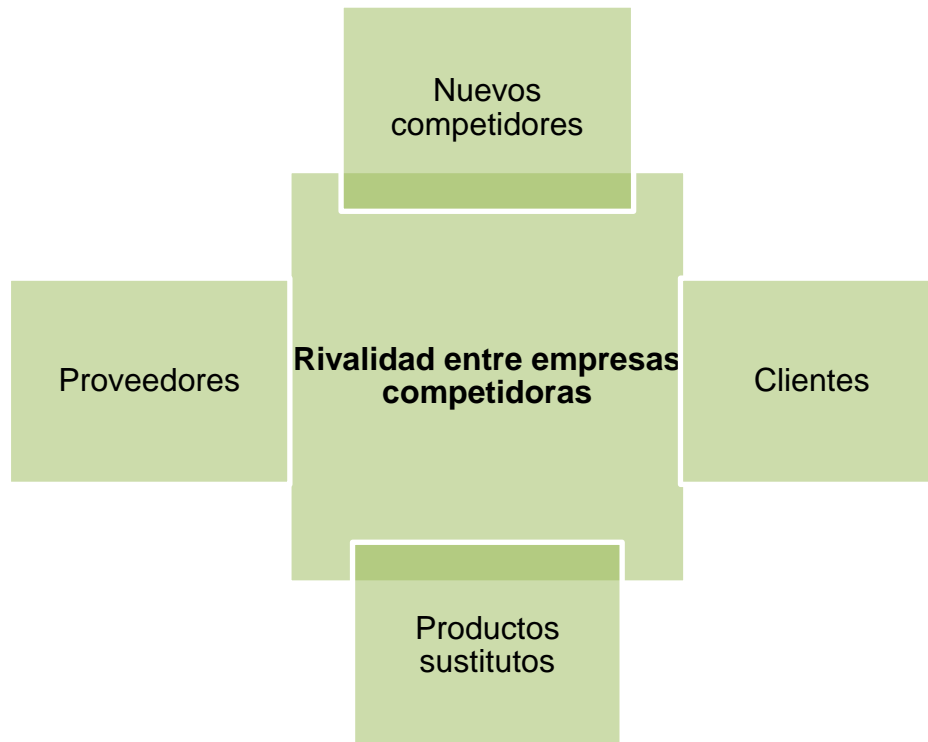 Nuevos
competidores
Proveedores
Rivalidad entre empresas
competidoras
Clientes
Productos
sustitutos